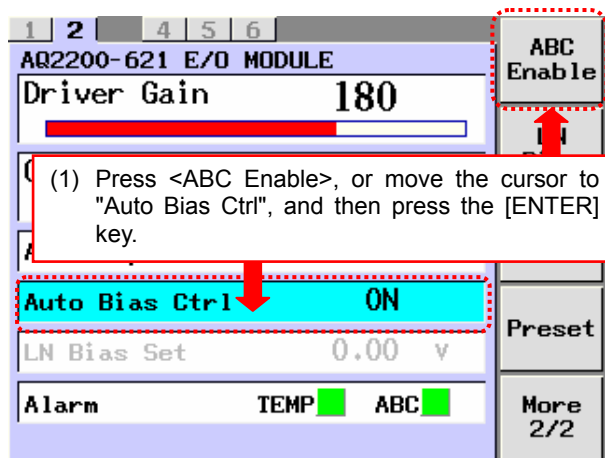 1 2 4 5 6
AQ2200-621 E/O MODULE
Driver Gain 180
(1) Press <ABC Enable>, or move the cursor to
"Auto Bias Ctrl", and then press the [ENTER]
key.
Auto Bias Ctrl ON
LN Bias Set 0.00 V
Alarm TEMP ABC
ABC
Enable
Preset
More
2/2